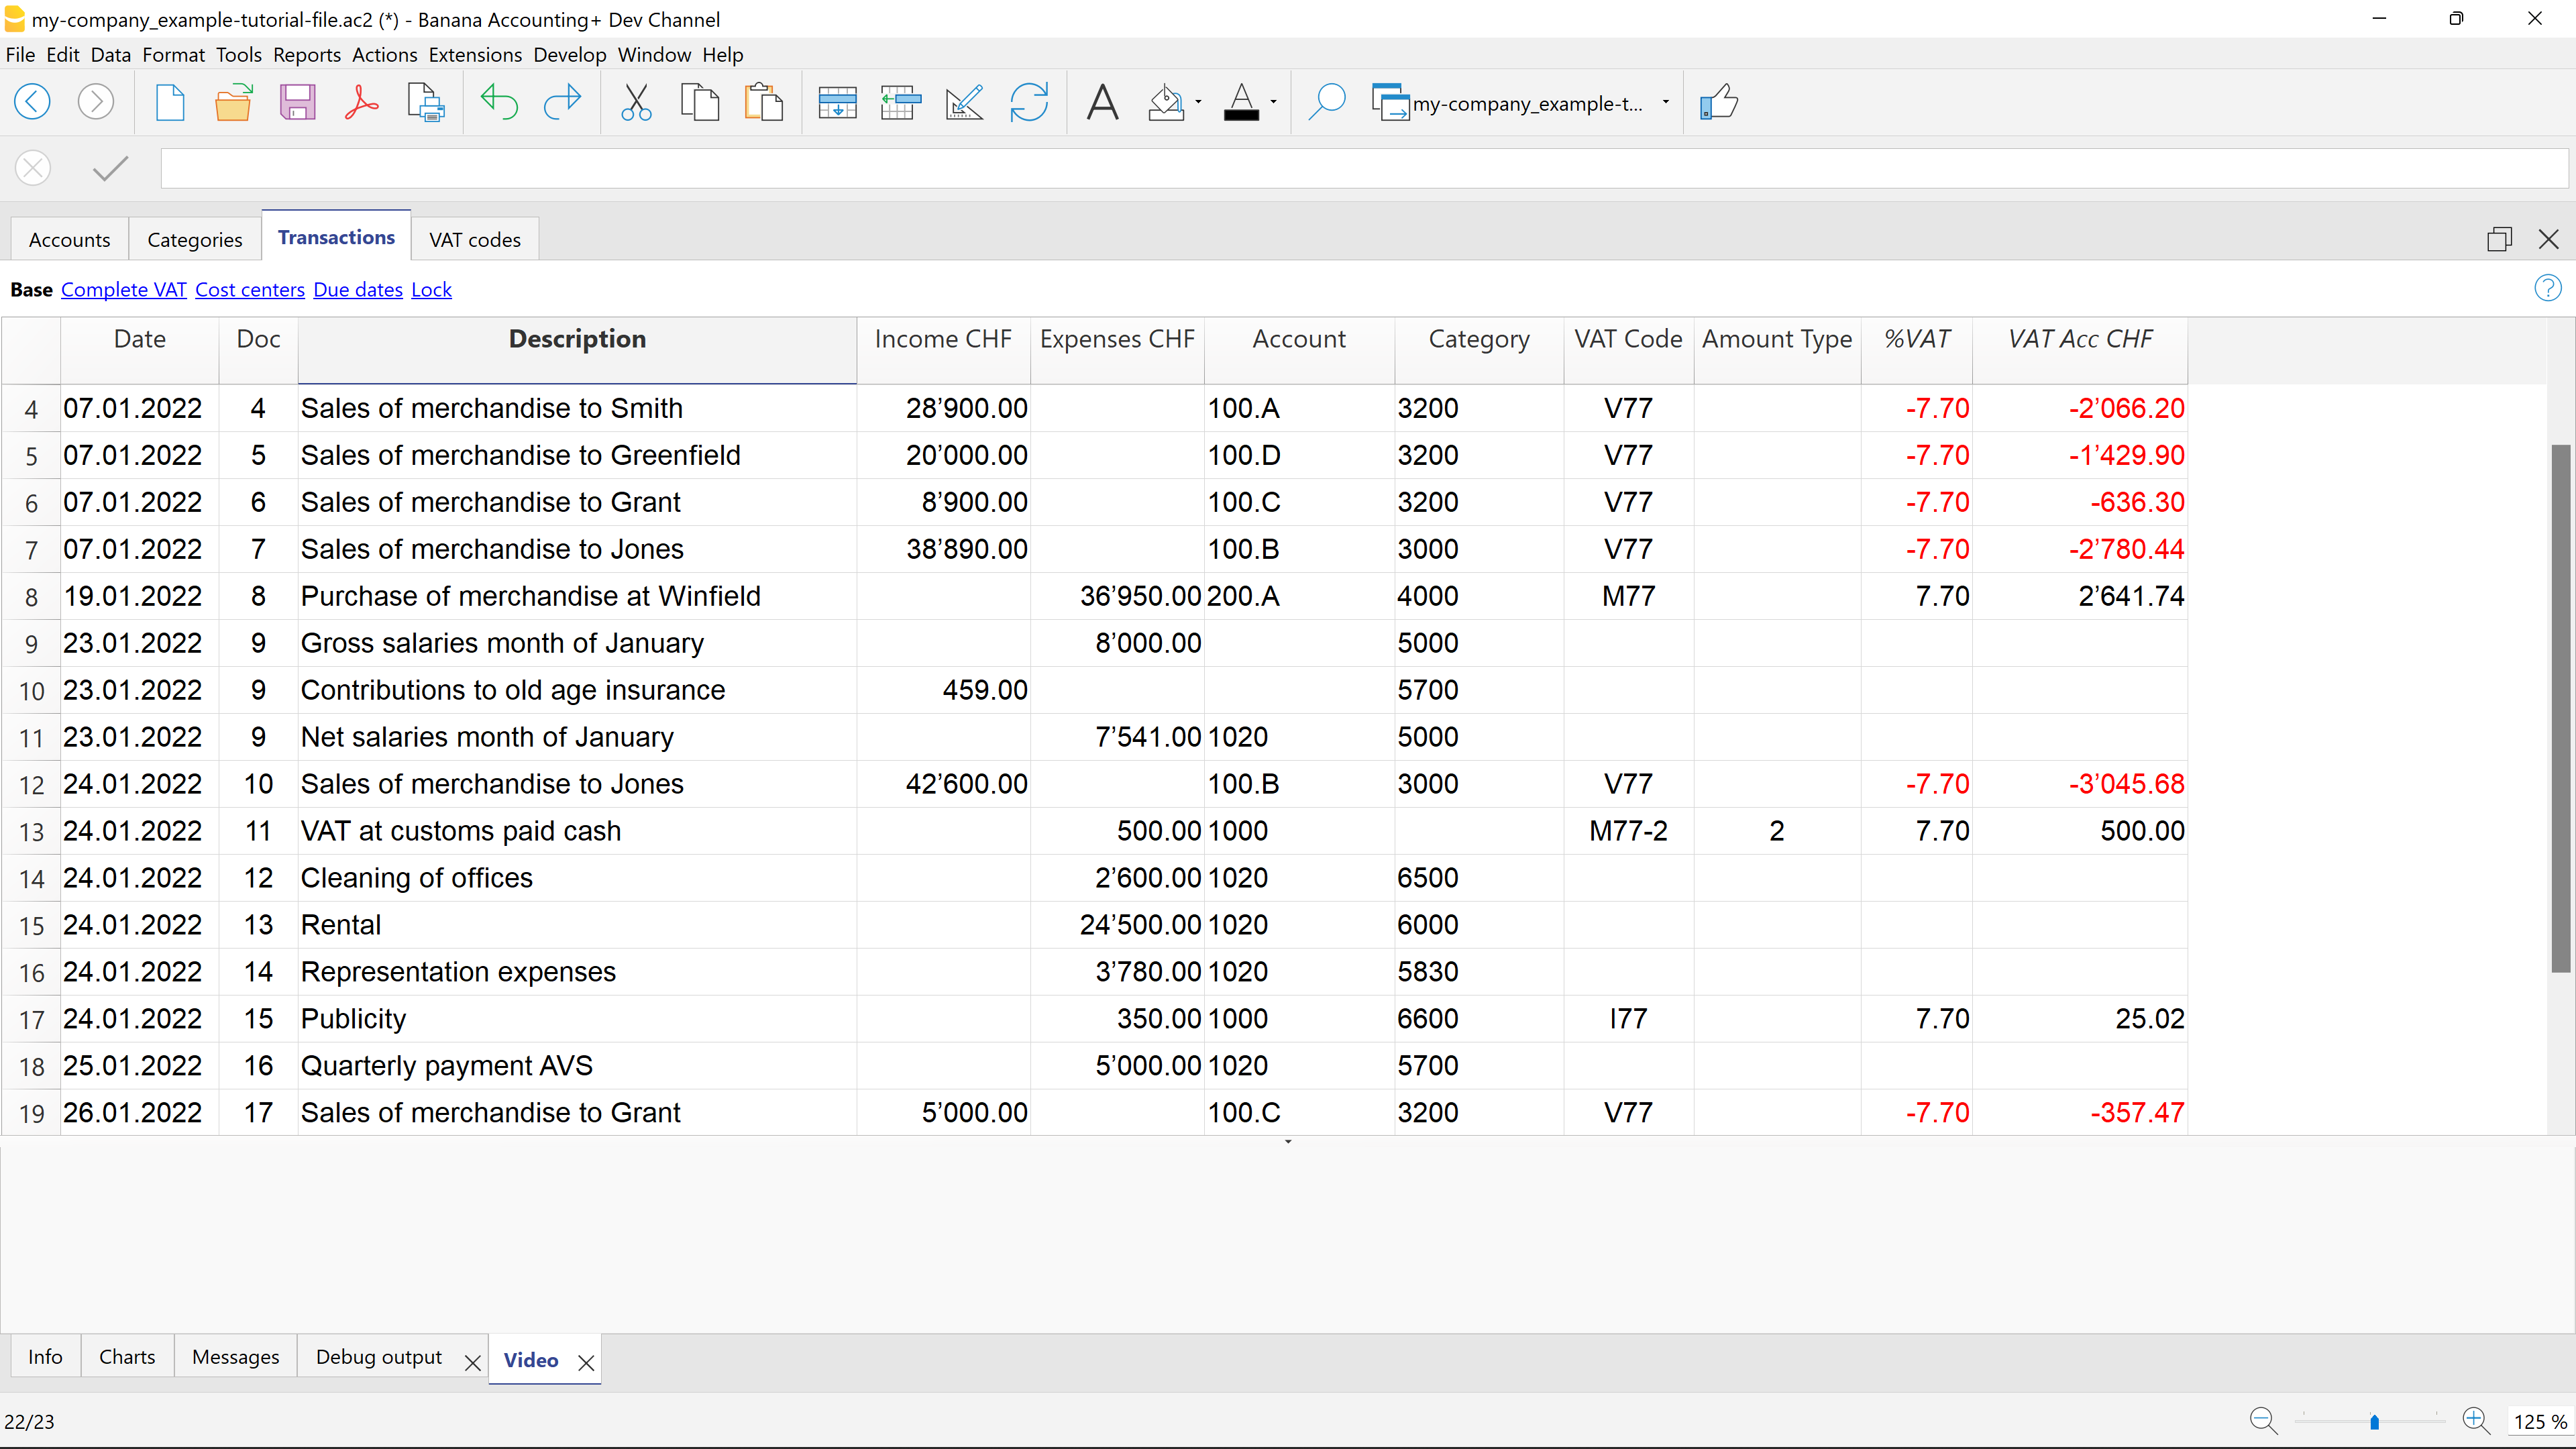 my-company_example-tutorial-file.ac2 (*) - Banana Accounting+ Dev Channel
File Edit Data Format Tools Reports Actions Extensions Develop Window Help
my-company_example-t...
Accounts Categories Transactions VAT codes
Base Complete VAT Cost centers Due dates Lock
Date Doc Description Income CHF Expenses CHF Account Category VAT Code Amount Type %VAT VAT Acc CHF
4 07.01.2022 4 Sales of merchandise to Smith 28’900.00 100.A 3200 V77 -7.70 -2’066.20
5 07.01.2022 5 Sales of merchandise to Greenfield 20’000.00 100.D 3200 V77 -7.70 -1’429.90
6 07.01.2022 6 Sales of merchandise to Grant 8’900.00 100.C 3200 V77 -7.70 -636.30
7 07.01.2022 7 Sales of merchandise to Jones 38’890.00 100.B 3000 V77 -7.70 -2’780.44
8 19.01.2022 8 Purchase of merchandise at Winfield 36’950.00 200.A 4000 M77 7.70 2’641.74
9 23.01.2022 9 Gross salaries month of January 8’000.00 5000
10 23.01.2022 9 Contributions to old age insurance 459.00 5700
11 23.01.2022 9 Net salaries month of January 7’541.00 1020 5000
12 24.01.2022 10 Sales of merchandise to Jones 42’600.00 100.B 3000 V77 -7.70 -3’045.68
13 24.01.2022 11 VAT at customs paid cash 500.00 1000 M77-2 2 7.70 500.00
14 24.01.2022 12 Cleaning of offices 2’600.00 1020 6500
15 24.01.2022 13 Rental 24’500.00 1020 6000
16 24.01.2022 14 Representation expenses 3’780.00 1020 5830
17 24.01.2022 15 Publicity 350.00 1000 6600 I77 7.70 25.02
18 25.01.2022 16 Quarterly payment AVS 5’000.00 1020 5700
19 26.01.2022 17 Sales of merchandise to Grant 5’000.00 100.C 3200 V77 -7.70 -357.47
Info Charts Messages Debug output Video
22/23
125 %